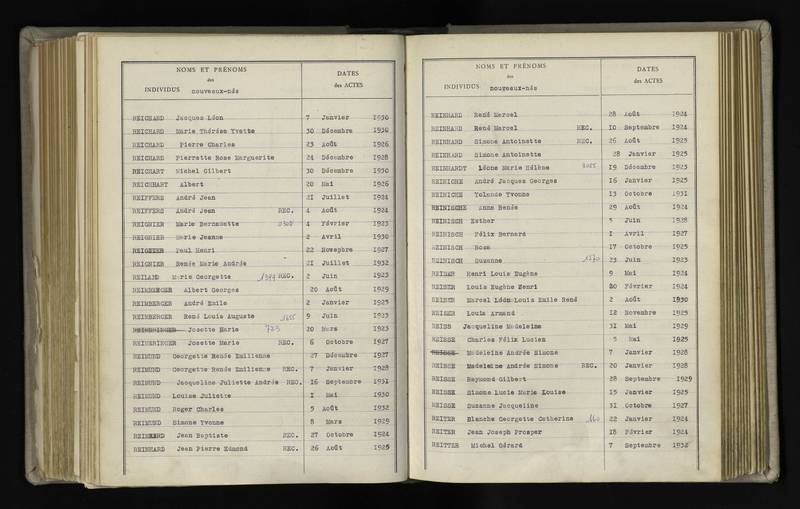 NOMS ET PRÉNOMS
des
INDIVIDUS nouveaux-nés
DATES
des ACTES
REICHARD Jacques Léon 7 Janvier 1930
REICHARD Marie Thérèse Yvette 30 Décembre 1930
REICHARD Pierre Charles 23 Août 1926
REICHARD Pierrette Rose Marguerite 24 Décembre 1928
REICHART Michel Gilbert 30 Décembre 1930
REICHHART Albert 20 Mai 1926
REIFFERS André Jean 21 Juillet 1924
REIFFERS André Jean REC. 4 Août 1924
REIGNIER Marie Bernadette 4 Février 1923
REIGNIER Marie Jeanne 2 Avril 1930
REIGNIER Paul Henri 22 Novembre 1927
REIGNIER Renée Marie Andrée 21 Juillet 1932
REILAND Marie Georgette REC. 2 Juin 1923
REIMBERGER Albert Georges 20 Août 1929
REIMBERGER André Emile 2 Janvier 1925
REIMBERGER René Louis Auguste 1655 9 Juin 1923
Josette Marie 723 20 Mars 1923
REIMERINGER Josette Marie REC. 6 Octobre 1927
REIMUND Georgette Renée Emilienne 27 Décembre 1927
REIMUND Georgette Renée Emilienne REC. 7 Janvier 1928
REIMUND Jacqueline Juliette Andrée REC. 16 Septembre 1931
REIMUND Louise Juliette 1 Mai 1930
REIMUND Roger Charles 5 Août 1932
REIMUND Simone Yvonne 8 Mars 1929
REINHARD Jean Baptiste REC. 27 Octobre 1924
REINHARD Jean Pierre Edmond REC. 26 Août 1925
NOMS ET PRÉNOMS
des
INDIVIDUS nouveaux-nés
DATES
des ACTES
REINHARD René Marcel 28 Août 1924
REINHARD René Marcel REC. 10 Septembre 1924
REINHARD Simone Antoinette REC. 26 Août 1925
REINHARD Simone Antoinette 28 Janvier 1925
REINHARDT Léone Marie Hélène 19 Décembre 1923
REINICHE André Jacques Georges 16 Janvier 1925
REINICHE Yolande Yvonne 13 Octobre 1931
REINISCHE Anne Renée 29 Août 1924
REINISCH Esther 5 Juin 1928
REINISCH Félix Bernard 1 Avril 1927
REINISCH Rose 17 Octobre 1925
REINISCH Suzanne 1570 23 Juin 1923
REISER Henri Louis Eugène 9 Mai 1924
REISER Louis Eugène Henri 20 Février 1924
REISER Marcel Léon Louis Emile René 2 Août 1930
REISER Louis Armand 12 Novembre 1925
REISS Jacqueline Madeleine 31 Mai 1929
REISSE Charles Félix Lucien 5 Mai 1925
REISSE Madeleine Andrée Simone 7 Janvier 1928
REISSE Madeleine Andrée Simone REC. 20 Janvier 1928
REISSE Raymond Gilbert 28 Septembre 1929
REISSE Simone Lucie Marie Louise 15 Janvier 1925
REISSE Suzanne Jacqueline 31 Octobre 1927
REITER Blanche Georgette Catherine 160 22 Janvier 1924
REITER Jean Joseph Prosper 18 Février 1924
REITTER Michel Gérard 7 Septembre 1932